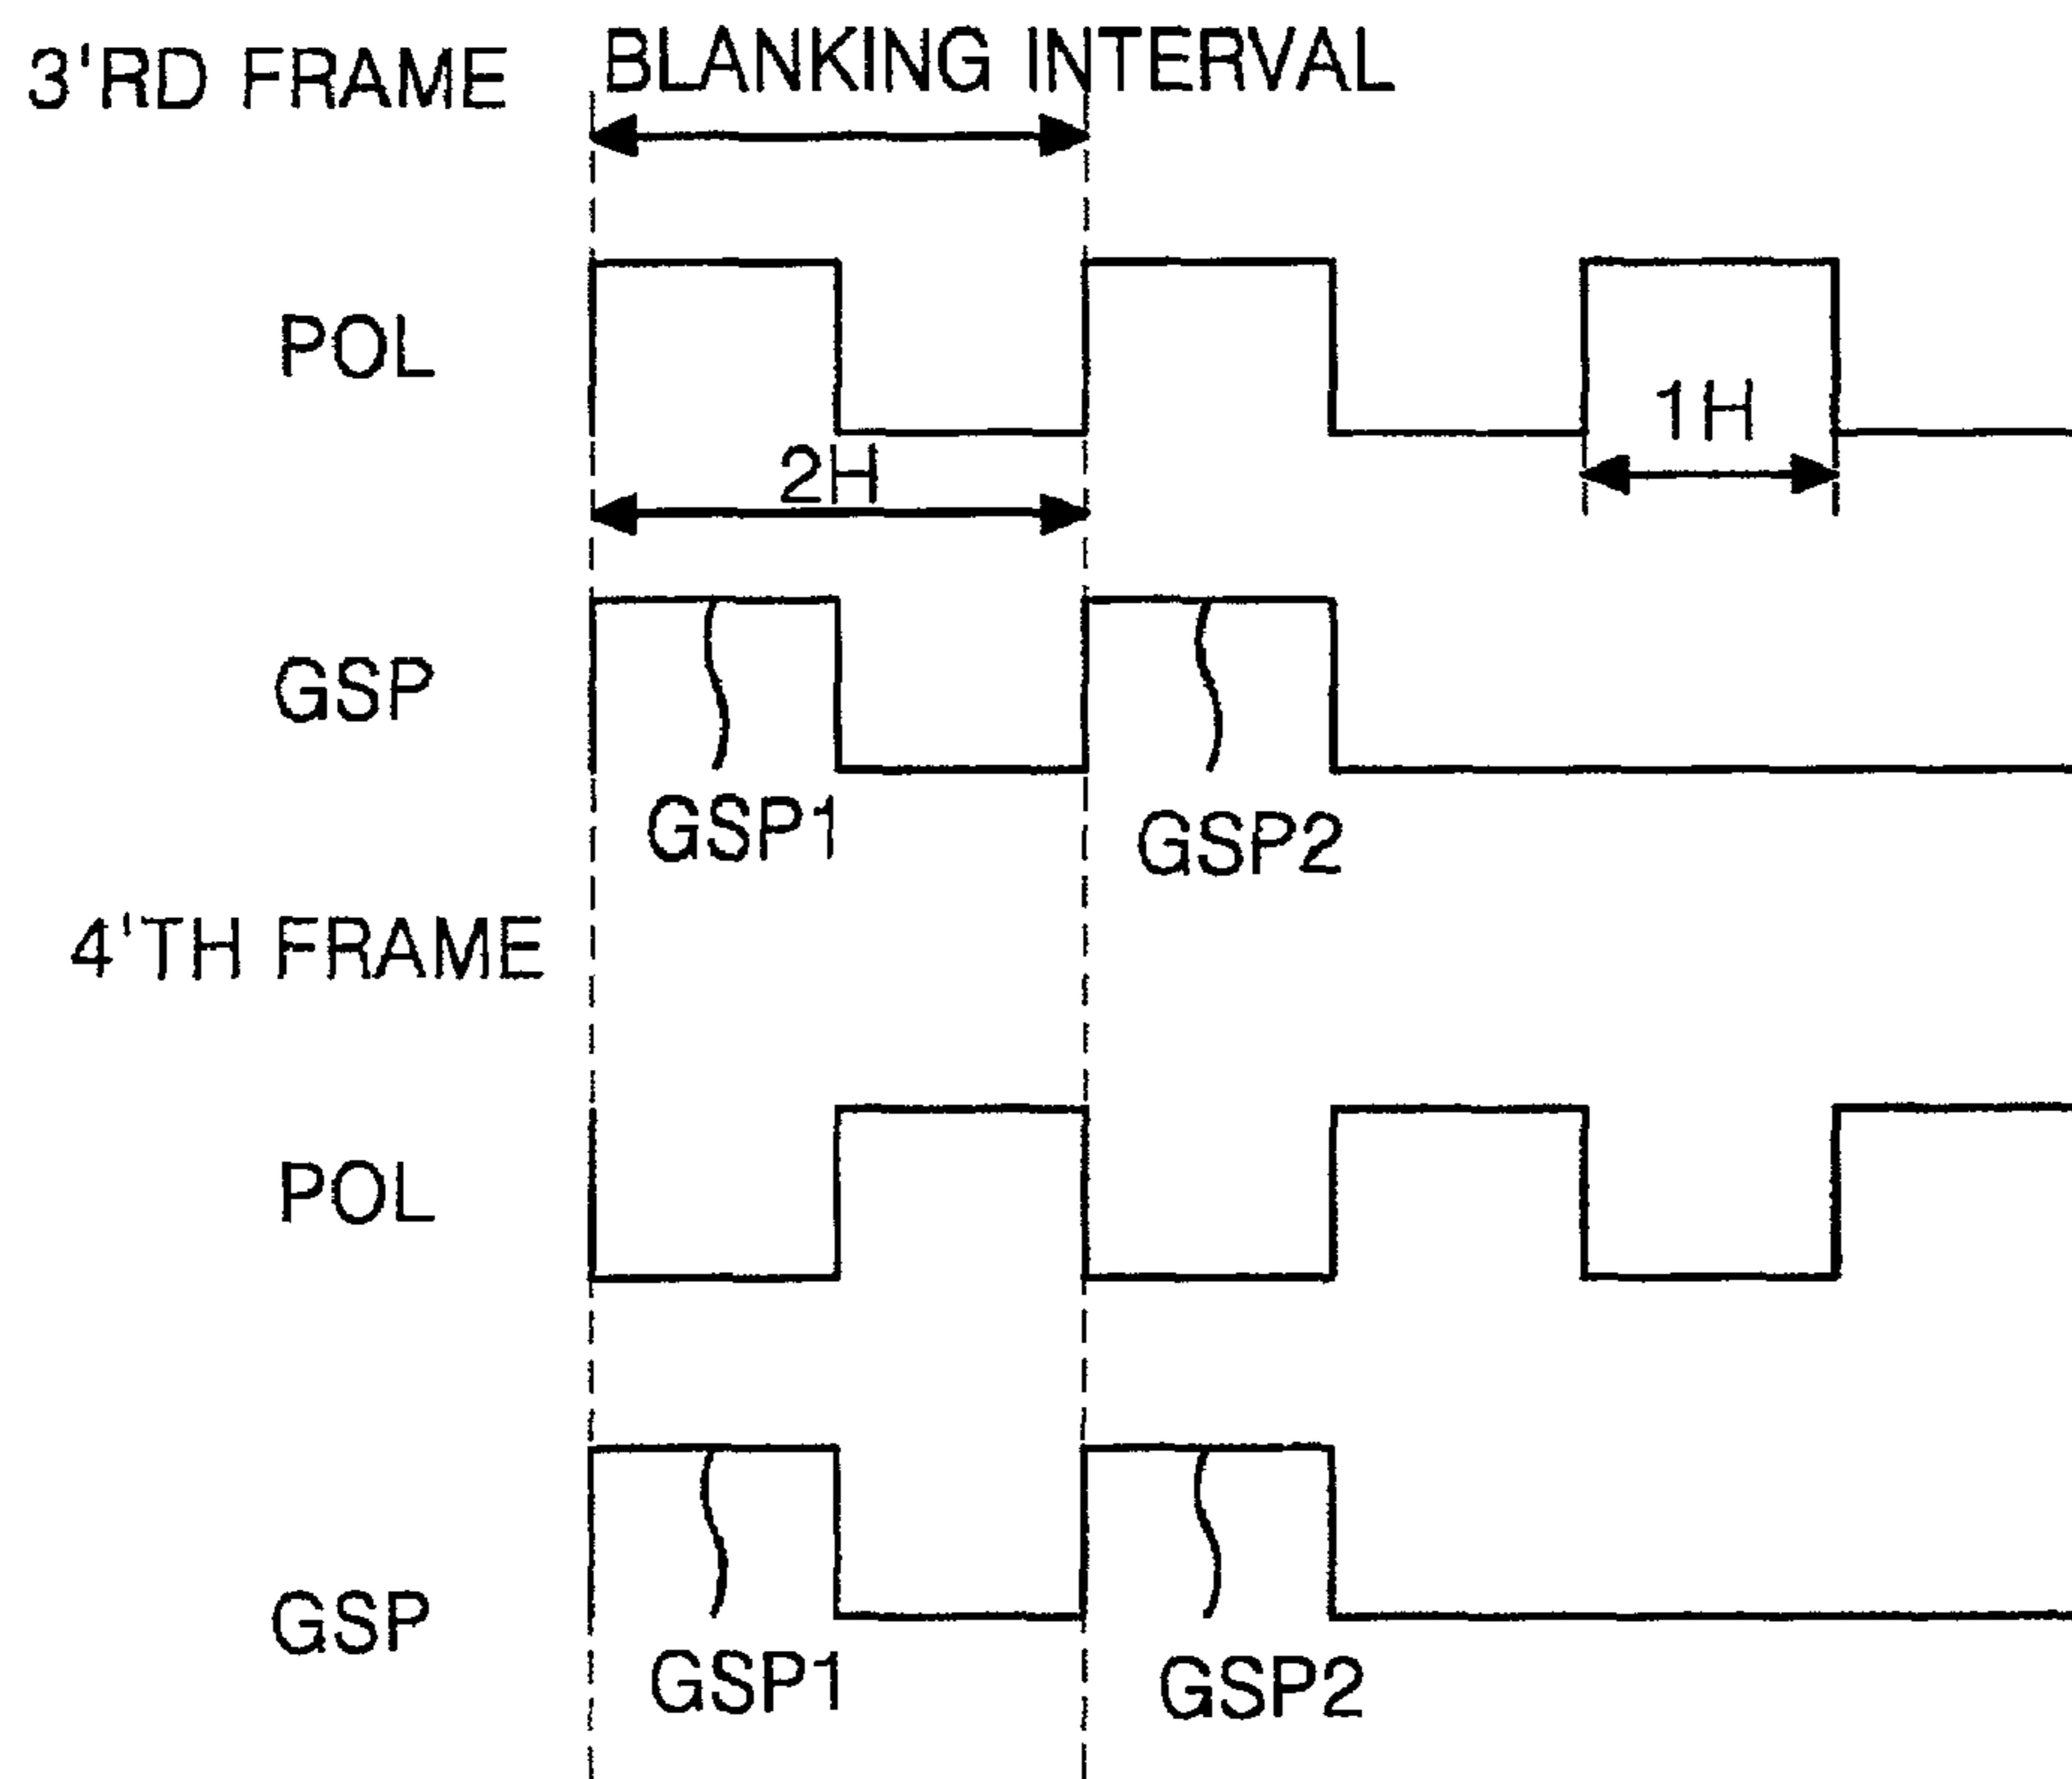 3'RD FRAME
BLANKING INTERVAL
POL
1H
2H
GSP
GSP1
GSP2
4'TH FRAME
POL
GSP
GSP1
GSP2